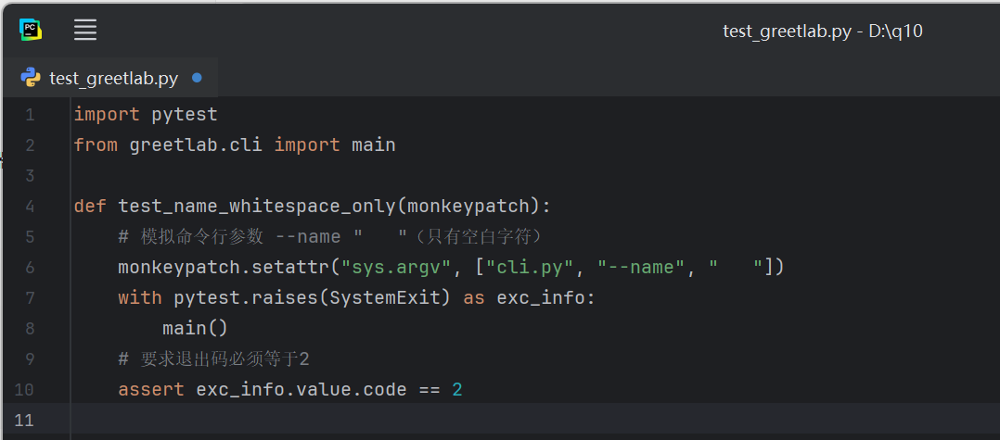 PC
test_greetlab.py - D:\q10
test_greetlab.py
1 import pytest
2 from greetlab.cli import main
3
4 def test_name_whitespace_only(monkeypatch):
5     # 模拟命令行参数 --name "   "（只有空白字符）
6     monkeypatch.setattr("sys.argv", ["cli.py", "--name", "   "])
7     with pytest.raises(SystemExit) as exc_info:
8         main()
9     # 要求退出码必须等于2
10     assert exc_info.value.code == 2
11